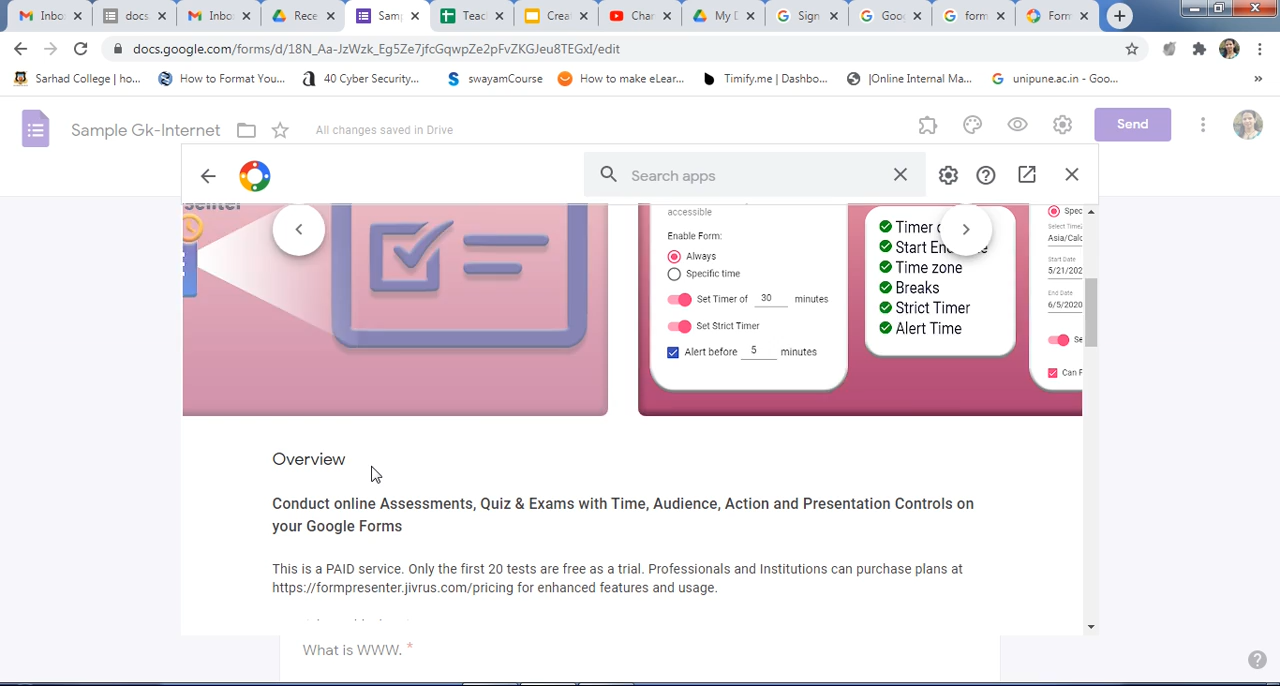 Inbo
docs.
Inbo
Rece
Sam
Teac
Creat
Char
My D
Sign
Goo
form
Form
docs.google.com/forms/d/18N_Aa-JzWzk_Eg5Ze7jfcGqwpZe2pFvZKGJeu8TEGxI/edit
Sarhad College | ho...
How to Format You...
40 Cyber Security...
swayamCourse
How to make eLear...
Timify.me | Dashbo...
|Online Internal Ma...
unipune.ac.in - Goo...
»
Sample Gk-Internet
All changes saved in Drive
Send
Search apps
accessible
Enable Form:
Always
Specific time
Set Timer of 30 minutes
Set Strict Timer
Alert before 5 minutes
Time zone
Breaks
Strict Timer
Alert Time
Asia/Calc
Start Date
5/21/202
End Date
6/5/2020
Se
Can F
Overview
Conduct online Assessments, Quiz & Exams with Time, Audience, Action and Presentation Controls on
your Google Forms
This is a PAID service. Only the first 20 tests are free as a trial. Professionals and Institutions can purchase plans at
https://formpresenter.jivrus.com/pricing for enhanced features and usage.
What is WWW. *